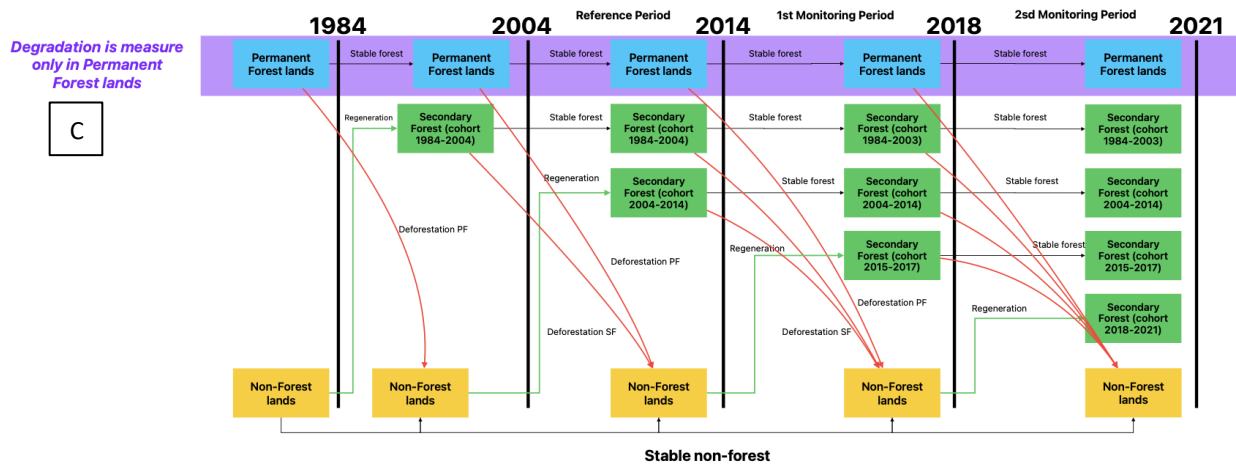 Reference Period
1st Monitoring Period
2sd Monitoring Period
1984
2004
2014
2018
2021
Degradation is measure
only in Permanent
Forest lands
C
Permanent
Forest lands
Stable forest
Permanent
Forest lands
Stable forest
Permanent
Forest lands
Stable forest
Permanent
Forest lands
Stable forest
Permanent
Forest lands
Regeneration
Secondary
Forest (cohort
1984-2004)
Stable forest
Secondary
Forest (cohort
1984-2004)
Stable forest
Secondary
Forest (cohort
1984-2003)
Stable forest
Secondary
Forest (cohort
1984-2003)
Regeneration
Secondary
Forest (cohort
2004-2014)
Stable forest
Secondary
Forest (cohort
2004-2014)
Stable forest
Secondary
Forest (cohort
2004-2014)
Deforestation PF
Deforestation PF
Regeneration
Secondary
Forest (cohort
2015-2017)
Stable forest
Secondary
Forest (cohort
2015-2017)
Deforestation SF
Deforestation SF
Deforestation PF
Regeneration
Secondary
Forest (cohort
2018-2021)
Non-Forest
lands
Non-Forest
lands
Non-Forest
lands
Non-Forest
lands
Non-Forest
lands
Stable non-forest